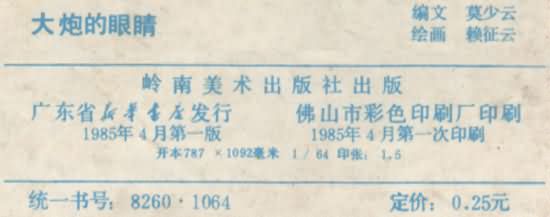 大炮的眼睛
编文 莫少云
绘画 赖征云
岭南美术出版社出版
广东省新华书店发行 佛山市彩色印刷厂印刷
1985年4月第一版 1985年4月第一次印刷
开本787×1092毫米 1/64 印张：1.5
统一书号：8260·1064 定价：0.25元